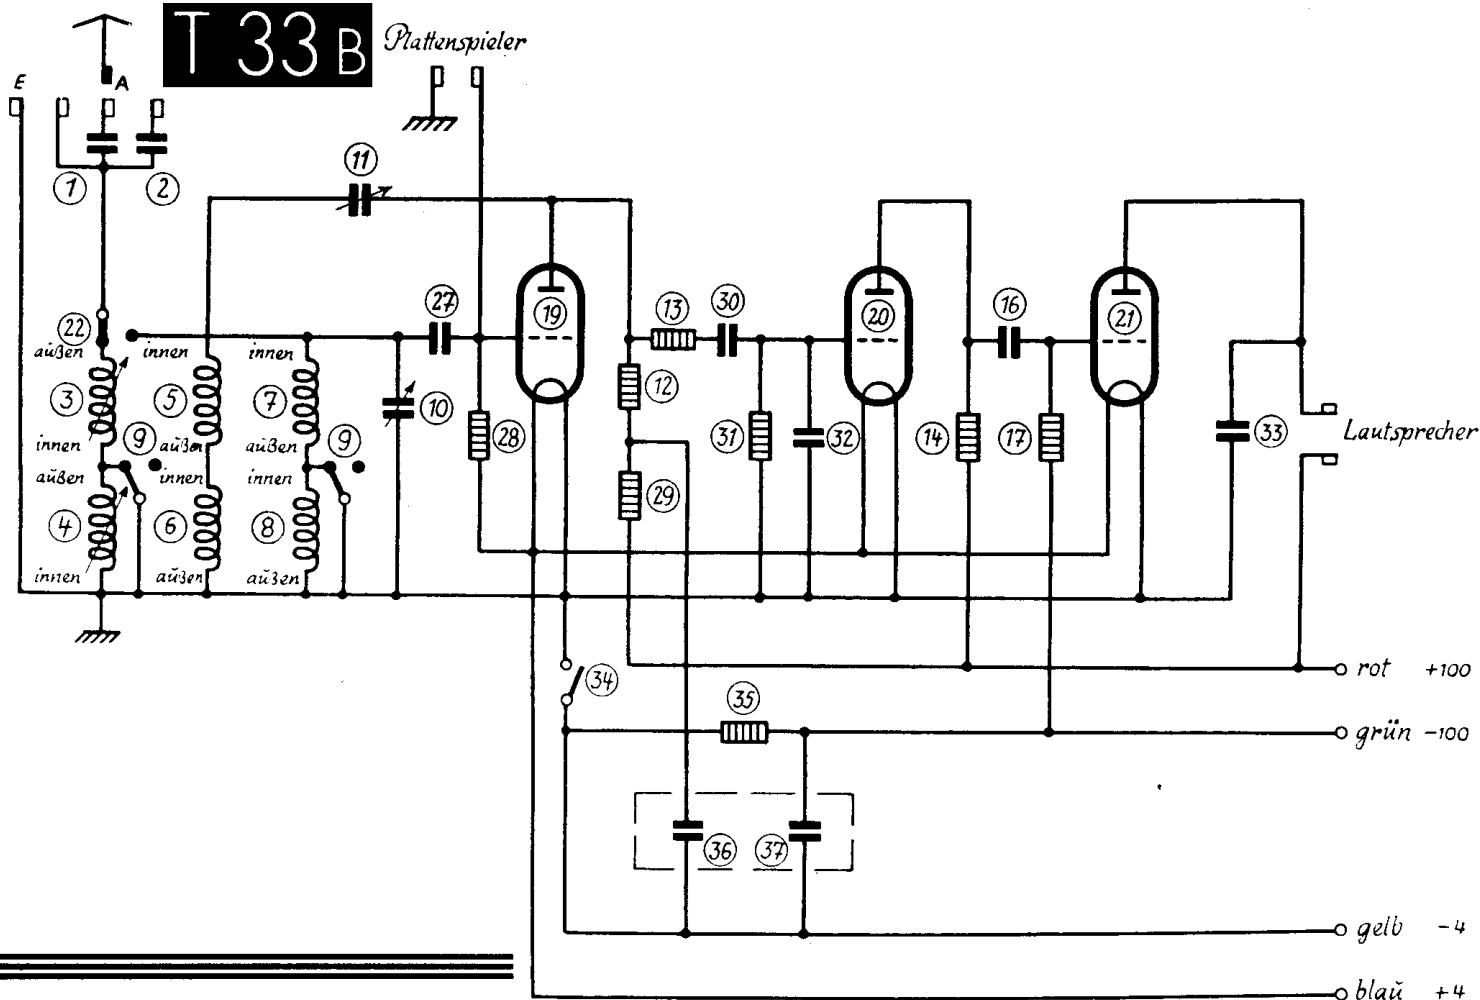 T 33 B
Plattenspieler
E
A
1
2
11
27
19
13
30
20
16
21
22
außen
innen
innen
3
5
7
12
10
28
31
32
14
17
33
Lautsprecher
innen
außen
außen
9
9
außen
innen
innen
29
4
6
8
innen
außen
außen
34
rot +100
35
grün -100
36
37
gelb -4
blau +4